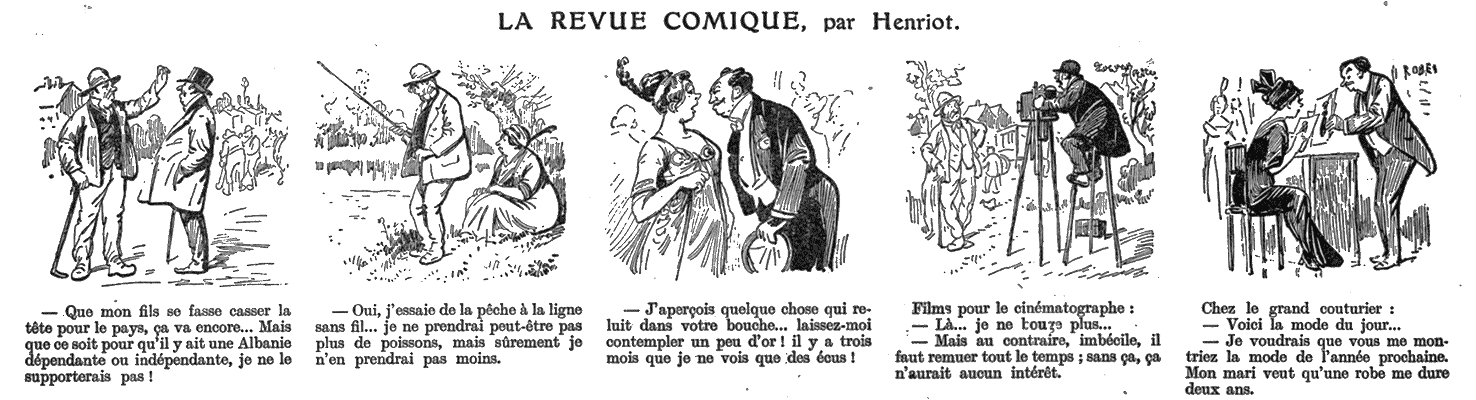 LA REVUE COMIQUE, par Henriot.
ROBES
— Que mon fils se fasse casser la
tête pour le pays, ça va encore... Mais
que ce soit pour qu'il y ait une Albanie
dépendante ou indépendante, je ne le
supporterais pas !
— Oui, j'essaie de la pêche à la ligne
sans fil... je ne prendrai peut-être pas
plus de poissons, mais sûrement je
n'en prendrai pas moins.
— J'aperçois quelque chose qui re-
luit dans votre bouche... laissez-moi
contempler un peu d'or ! il y a trois
mois que je ne vois que des écus !
Films pour le cinématographe :
— Là... je ne bouge plus...
— Mais au contraire, imbécile, il
faut remuer tout le temps ; sans ça, ça
n'aurait aucun intérêt.
Chez le grand couturier :
— Voici la mode du jour...
— Je voudrais que vous me mon-
triez la mode de l'année prochaine.
Mon mari veut qu'une robe me dure
deux ans.